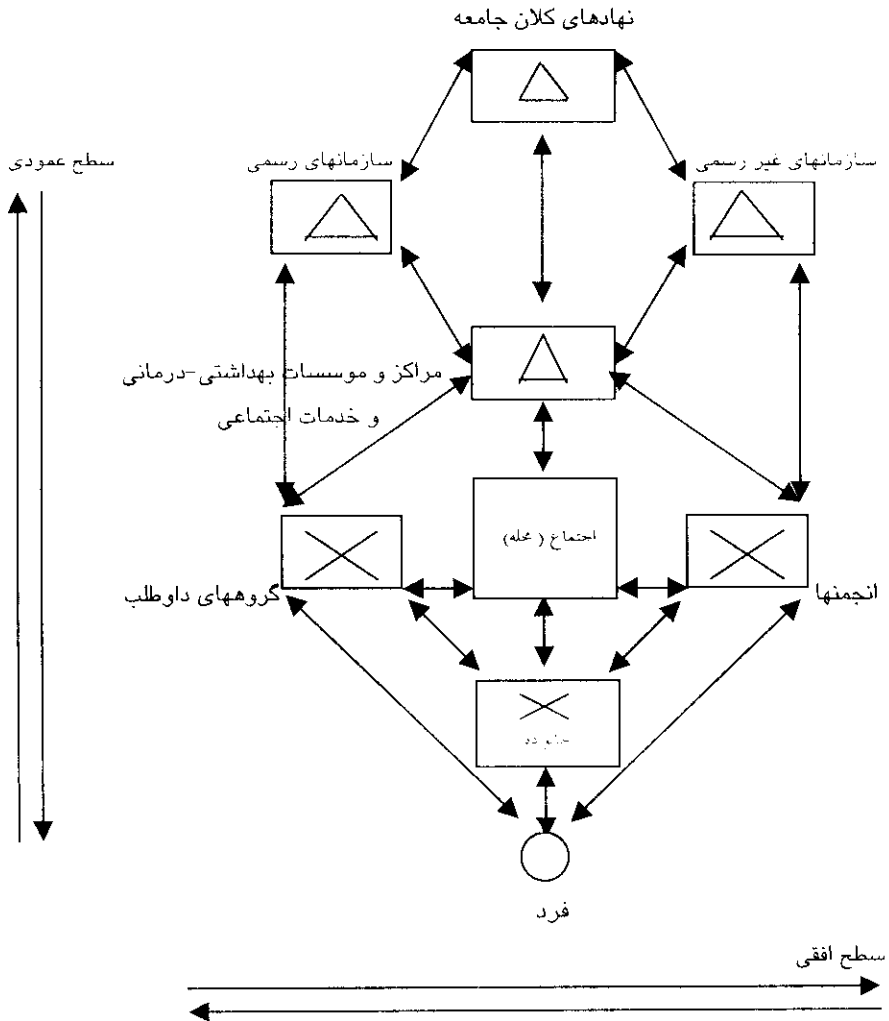 نهادهای کلان جامعه
سازمانهای غیر رسمی
سازمانهای رسمی
سطح عمودی
مراکز و موسسات بهداشتی-درمانی
و خدمات اجتماعی
اجتماع ( محله)
انجمنها
گروههای داوطلب
خانواده
فرد
سطح افقی